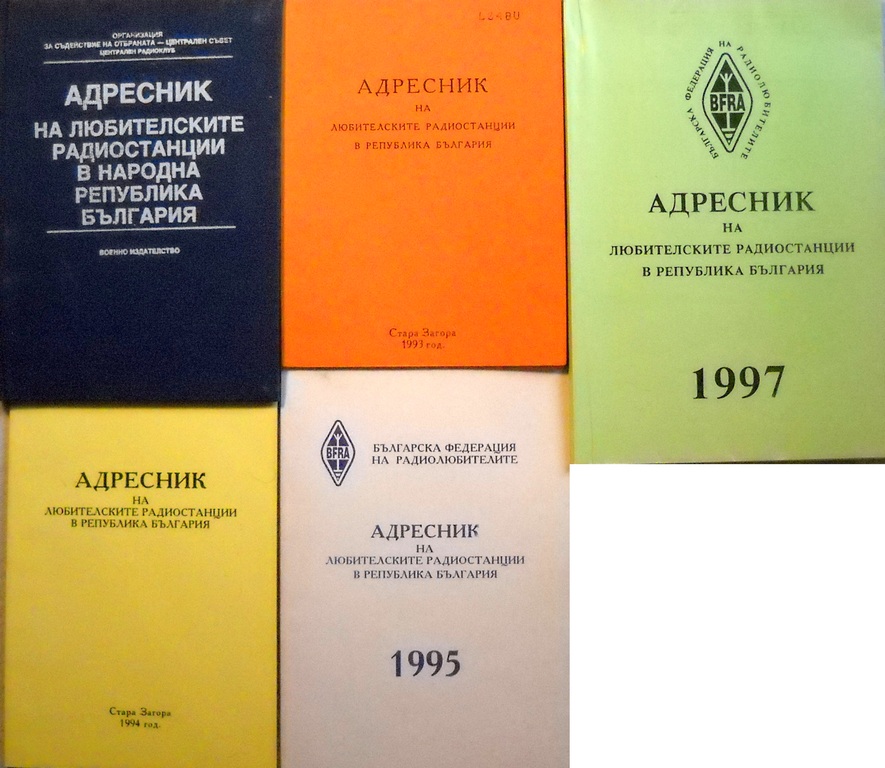 ОРГАНИЗАЦИЯ
ЗА СЪДЕЙСТВИЕ НА ОТБРАНАТА — ЦЕНТРАЛЕН СЪВЕТ
ЦЕНТРАЛЕН РАДИОКЛУБ
АДРЕСНИК
НА ЛЮБИТЕЛСКИТЕ
РАДИОСТАНЦИИ
В НАРОДНА
РЕПУБЛИКА
БЪЛГАРИЯ
ВОЕННО ИЗДАТЕЛСТВО
АДРЕСНИК
НА
ЛЮБИТЕЛСКИТЕ РАДИОСТАНЦИИ
В РЕПУБЛИКА БЪЛГАРИЯ
Стара Загора
1993 год.
БЪЛГАРСКА ФЕДЕРАЦИЯ НА РАДИОЛЮБИТЕЛИТЕ
BFRA
АДРЕСНИК
НА
ЛЮБИТЕЛСКИТЕ РАДИОСТАНЦИИ
В РЕПУБЛИКА БЪЛГАРИЯ
1997
АДРЕСНИК
НА
ЛЮБИТЕЛСКИТЕ РАДИОСТАНЦИИ
В РЕПУБЛИКА БЪЛГАРИЯ
Стара Загора
1994 год.
BFRA
БЪЛГАРСКА ФЕДЕРАЦИЯ
НА РАДИОЛЮБИТЕЛИТЕ
АДРЕСНИК
НА
ЛЮБИТЕЛСКИТЕ РАДИОСТАНЦИИ
В РЕПУБЛИКА БЪЛГАРИЯ
1995